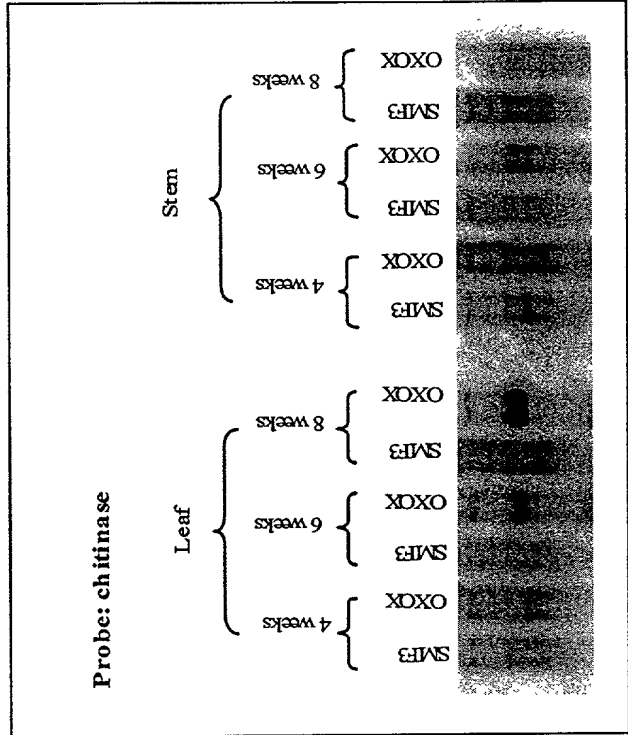 Probe: chitinase
Leaf
Stem
4 weeks
6 weeks
8 weeks
4 weeks
6 weeks
8 weeks
SMF3
OXOX
SMF3
OXOX
SMF3
OXOX
SMF3
OXOX
SMF3
OXOX
SMF3
OXOX